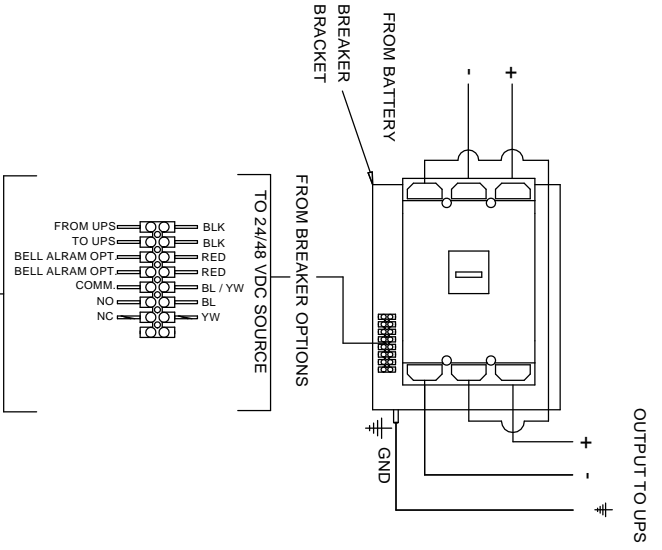 OUTPUT TO UPS
+
-
GND
+
-
FROM BATTERY
BREAKER
BRACKET
FROM BREAKER OPTIONS
TO 24/48 VDC SOURCE
FROM UPS BLK
TO UPS BLK
BELL ALRAM OPT. RED
BELL ALRAM OPT. RED
COMM. BL / YW
NO BL
NC YW